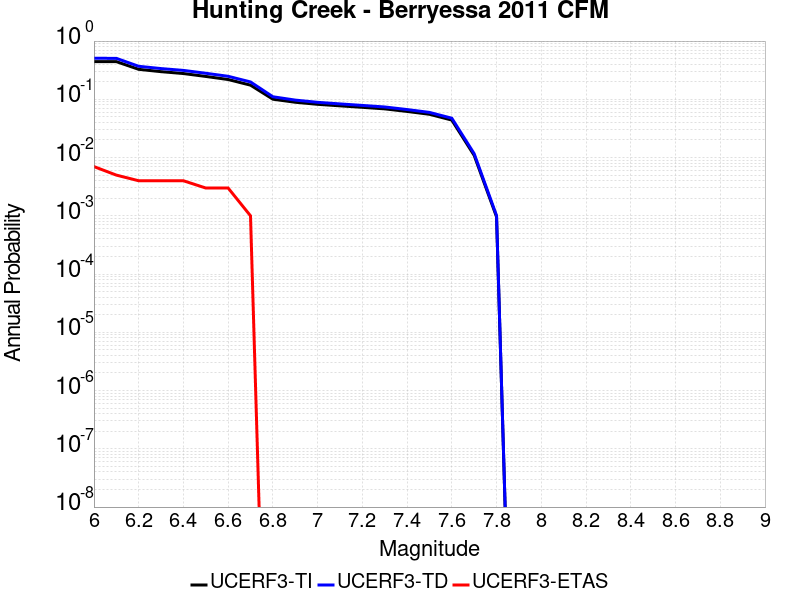 Hunting Creek - Berryessa 2011 CFM
10^0
10^-1
10^-2
10^-3
10^-4
10^-5
10^-6
10^-7
10^-8
Annual Probability
6 6.2 6.4 6.6 6.8 7 7.2 7.4 7.6 7.8 8 8.2 8.4 8.6 8.8 9
Magnitude
UCERF3-TI UCERF3-TD UCERF3-ETAS